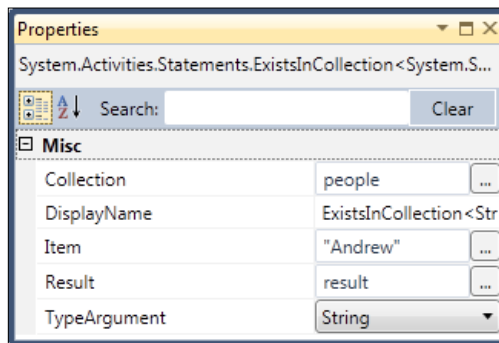 Properties
System.Activities.Statements.ExistsInCollection<System.S...
Search: Clear
Misc
Collection people ...
DisplayName ExistsInCollection<Str
Item "Andrew" ...
Result result ...
TypeArgument String